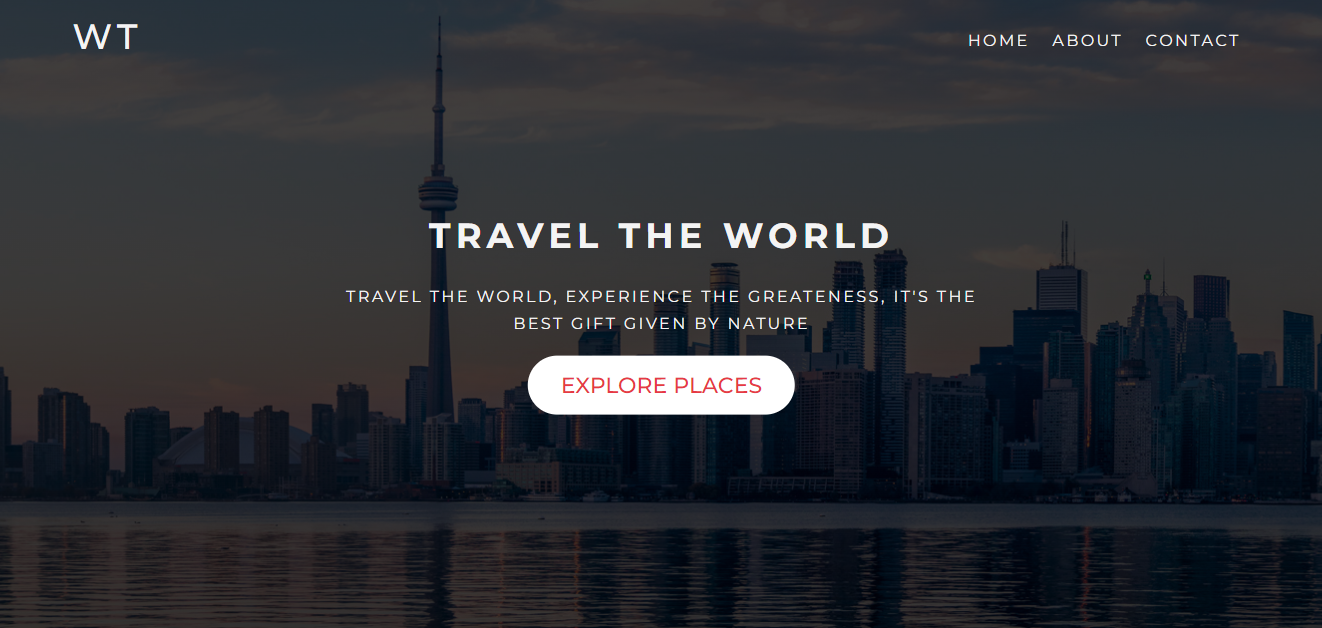 WT
HOME ABOUT CONTACT
TRAVEL THE WORLD
TRAVEL THE WORLD, EXPERIENCE THE GREATENESS, IT'S THE
BEST GIFT GIVEN BY NATURE
EXPLORE PLACES